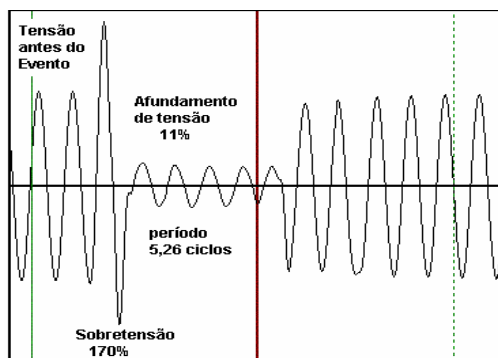 Tensão
antes do
Evento
Afundamento
de tensão
11%
período
5,26 ciclos
Sobretensão
170%